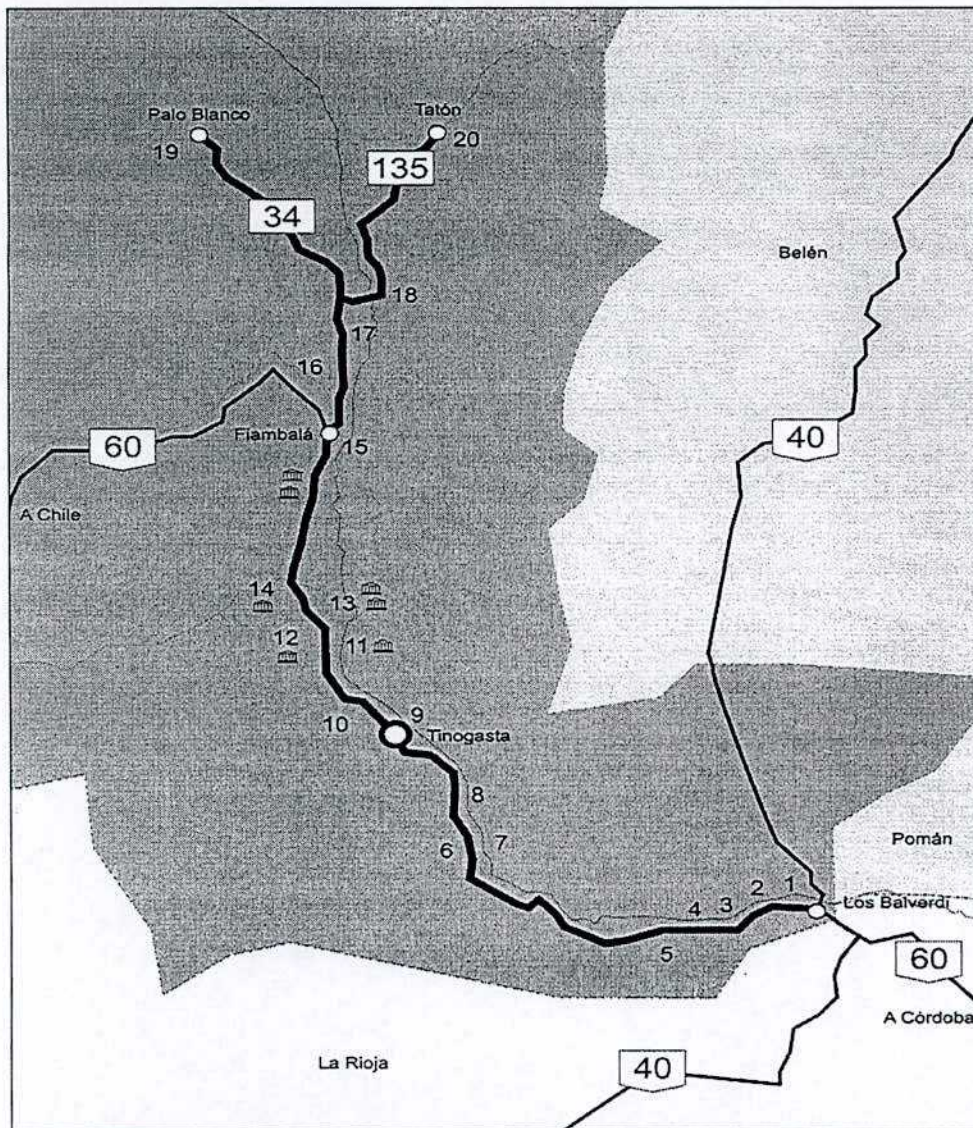 Palo Blanco
Tatón
19
20
135
34
Belén
18
17
16
Fiambalá
15
60
40
A Chile
14
13
12
11
10
9
Tinogasta
8
7
6
Pomán
1
2
Los Balverdi
4
3
5
60
A Córdoba
La Rioja
40